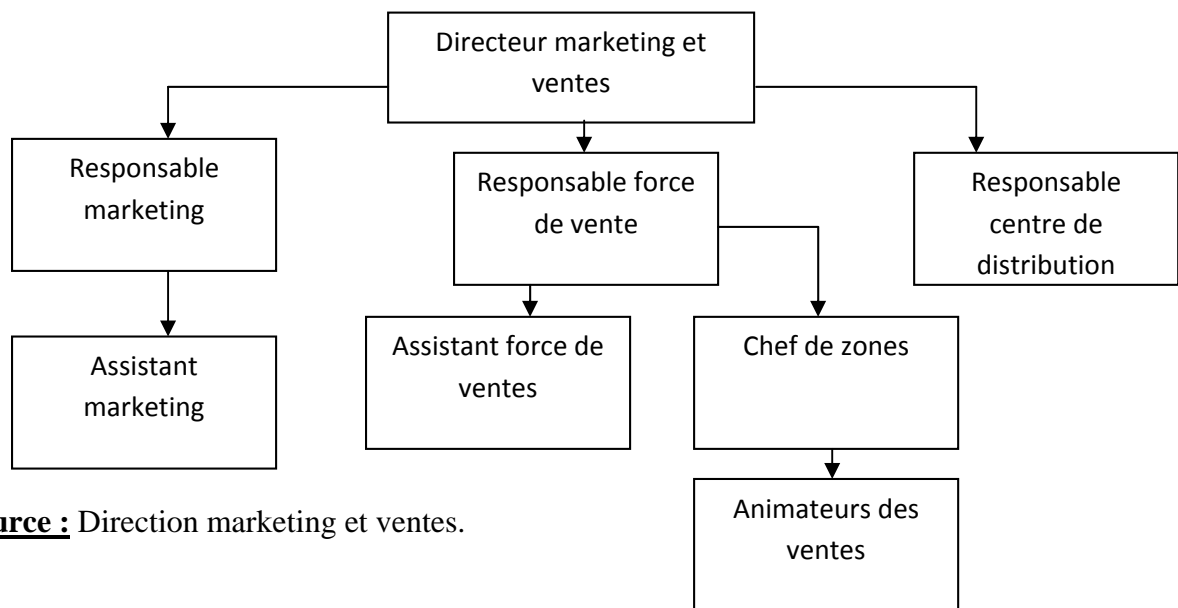 Directeur marketing et
ventes
Responsable
marketing
Responsable force
de vente
Responsable
centre de
distribution
Assistant
marketing
Assistant force de
ventes
Chef de zones
Animateurs des
ventes
urce : Direction marketing et ventes.